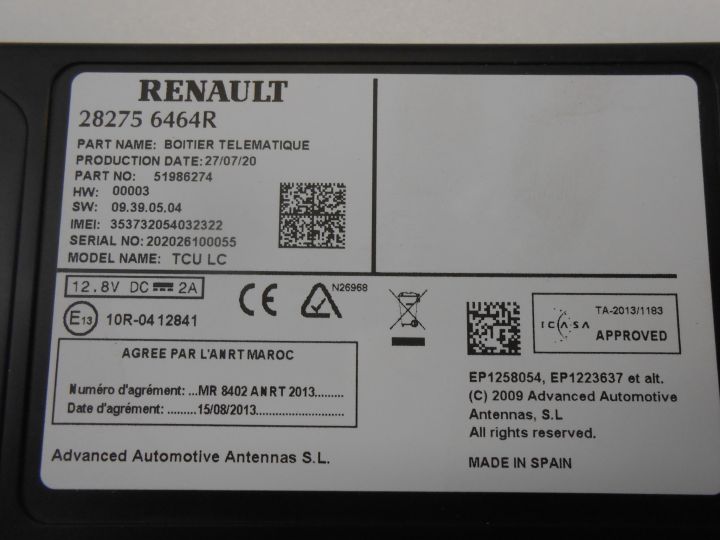 RENAULT
28275 6464R
PART NAME: BOITIER TELEMATIQUE
PRODUCTION DATE: 27/07/20
PART NO: 51986274
HW: 00003
SW: 09.39.05.04
IMEI: 353732054032322
SERIAL NO: 202026100055
MODEL NAME: TCU LC
12.8V DC 2A
CE
N26968
E13 10R-04 12841
ICASA
TA-2013/1183
APPROVED
AGREE PAR L'ANRT MAROC
Numéro d'agrément: ...MR 8402 ANRT 2013.........
Date d'agrément: .........15/08/2013......................
EP1258054, EP1223637 et alt.
(C) 2009 Advanced Automotive
Antennas, S.L
All rights reserved.
Advanced Automotive Antennas S.L.
MADE IN SPAIN